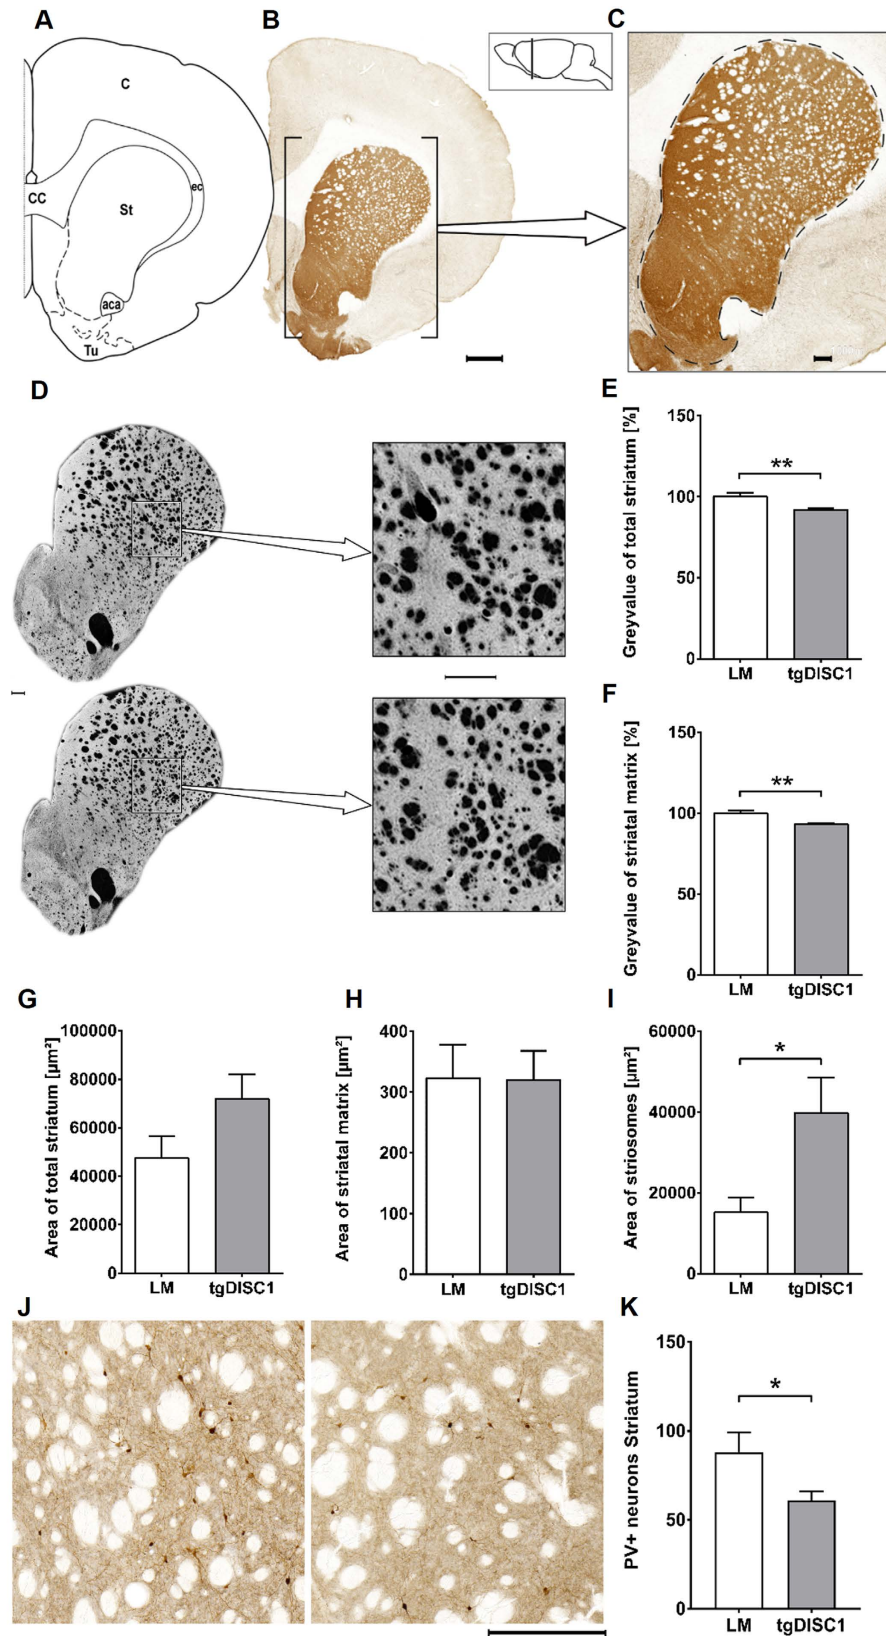 A
B
C
C
CC
ec
St
aca
Tu
D
E
Greyvalue of total striatum [%]
150
100
50
0
**
LM
tgDISC1
F
Greyvalue of striatal matrix [%]
150
100
50
0
**
LM
tgDISC1
G
Area of total striatum [µm²]
100000
80000
60000
40000
20000
0
LM
tgDISC1
H
Area of striatal matrix [µm²]
400
300
200
100
0
LM
tgDISC1
I
Area of striosomes [µm²]
60000
40000
20000
0
*
LM
tgDISC1
J
K
PV+ neurons Striatum
150
100
50
0
*
LM
tgDISC1